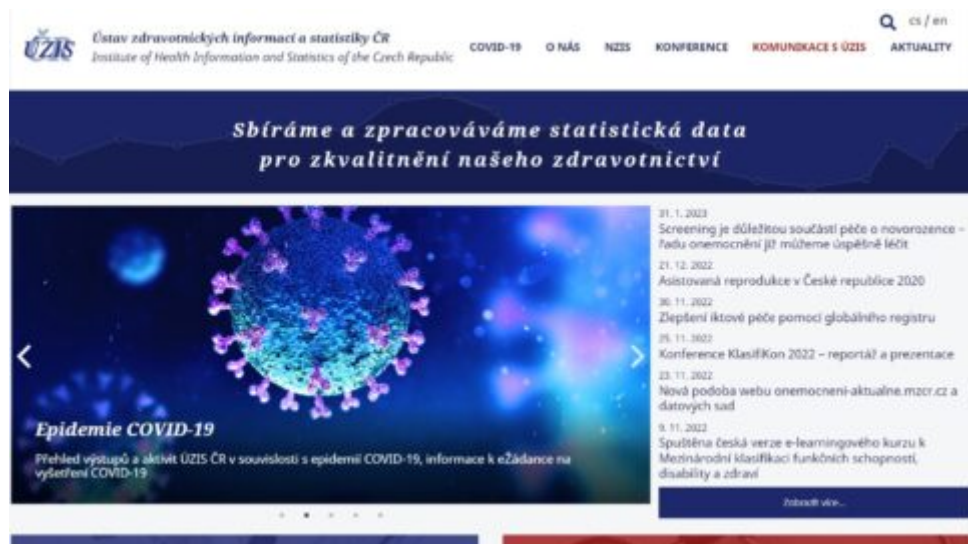 cs / en
ÚZIS
Ústav zdravotnických informací a statistiky ČR
Institute of Health Information and Statistics of the Czech Republic
COVID-19 O NÁS NZIS KONFERENCE KOMUNIKACE S ÚZIS AKTUALITY
Sbíráme a zpracováváme statistická data
pro zkvalitnění našeho zdravotnictví
31. 1. 2023
Screening je důležitou součástí péče o novorozence –
řadu onemocnění již můžeme úspěšně léčit
21. 12. 2022
Asistovaná reprodukce v České republice 2020
30. 11. 2022
Zlepšení iktové péče pomocí globálního registru
25. 11. 2022
Konference KlasifiKon 2022 – reportáž a prezentace
23. 11. 2022
Nová podoba webu onemocneni-aktualne.mzcr.cz a
datových sad
9. 11. 2022
Spuštěna česká verze e-learningového kurzu k
Mezinárodní klasifikaci funkčních schopností,
disability a zdraví
Zobrazit více...
Epidemie COVID-19
Přehled výstupů a aktivit ÚZIS ČR v souvislosti s epidemií COVID-19, informace k eŽádance na
vyšetření COVID-19